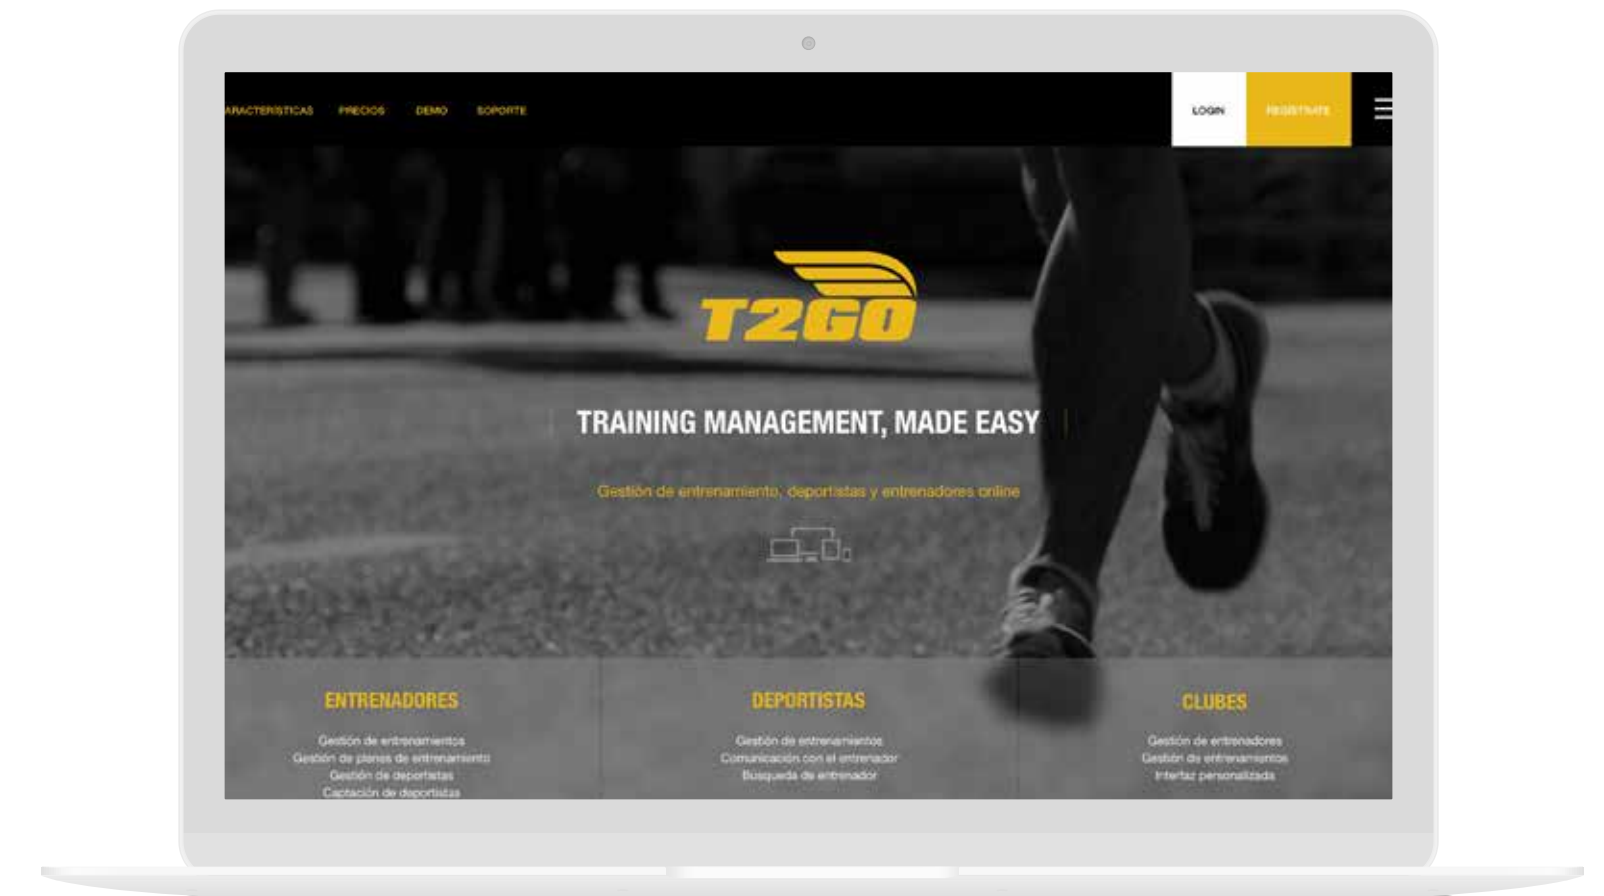 ARACTERÍSTICAS
PRECIOS
DEMO
SOPORTE
LOGIN
REGÍSTRATE
T2GO
TRAINING MANAGEMENT, MADE EASY
Gestión de entrenamiento, deportistas y entrenadores online
ENTRENADORES
Gestión de entrenamientos
Gestión de planes de entrenamiento
Gestión de deportistas
Captación de deportistas
DEPORTISTAS
Gestión de entrenamientos
Comunicación con el entrenador
Búsqueda de entrenador
CLUBES
Gestión de entrenadores
Gestión de entrenamientos
Interfaz personalizada